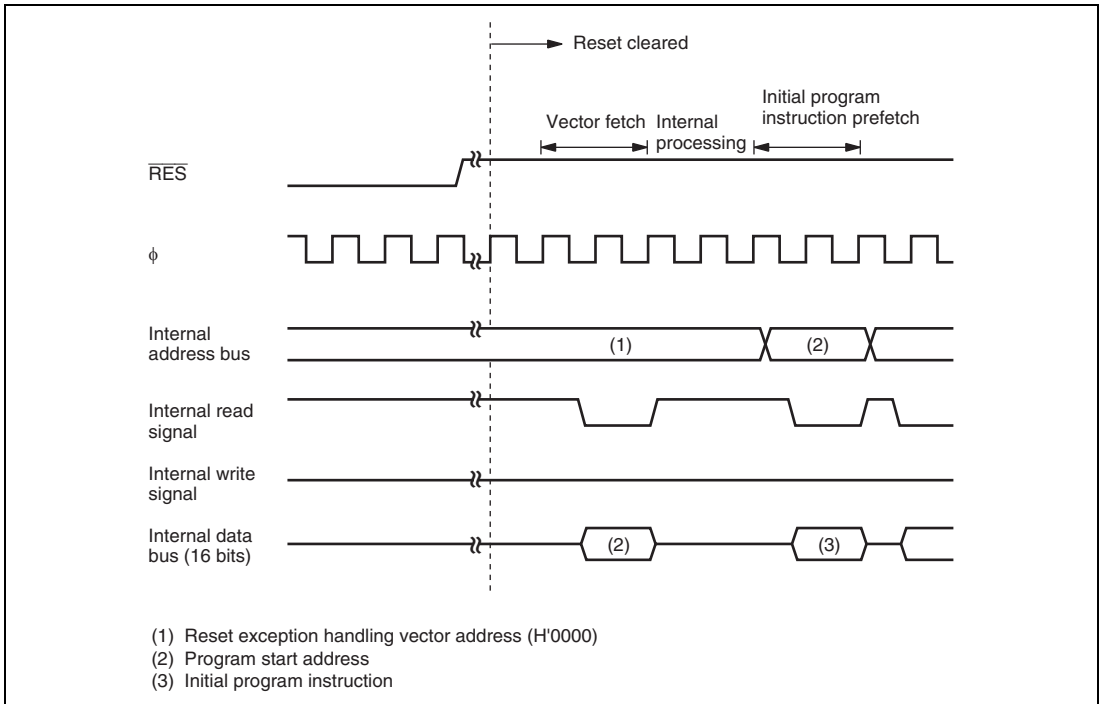 Reset cleared
Initial program
instruction prefetch
Vector fetch
Internal
processing
RES
φ
Internal
address bus
(1)
(2)
Internal read
signal
Internal write
signal
Internal data
bus (16 bits)
(2)
(3)
(1) Reset exception handling vector address (H'0000)
(2) Program start address
(3) Initial program instruction